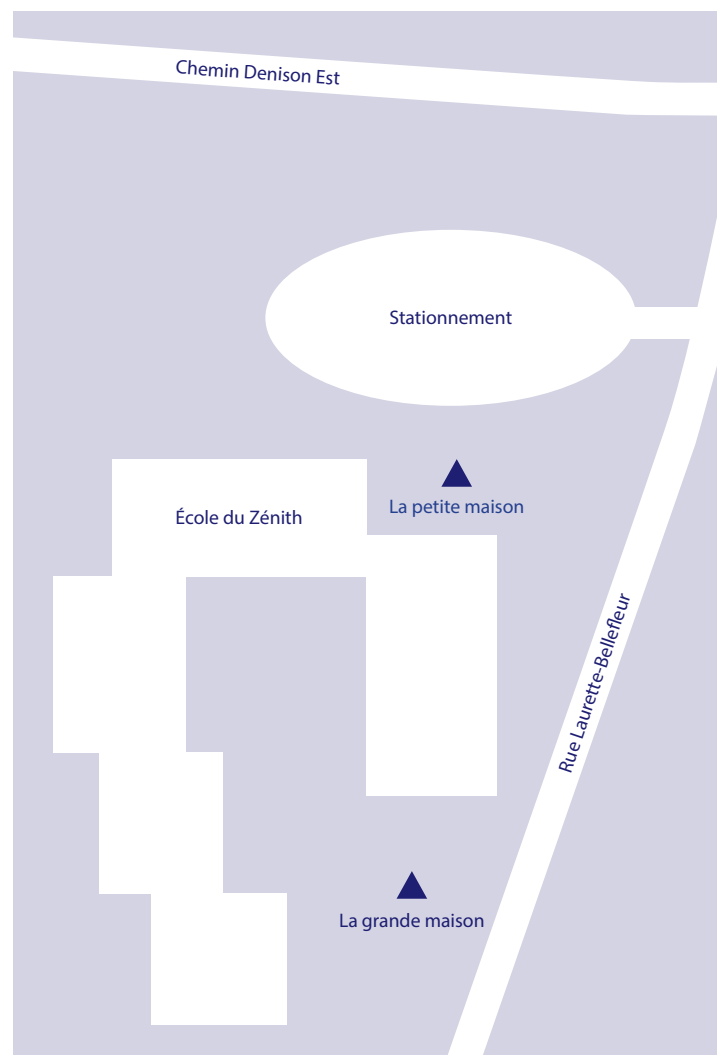 Chemin Denison Est
Stationnement
La petite maison
École du Zénith
Rue Laurette-Bellefleur
La grande maison